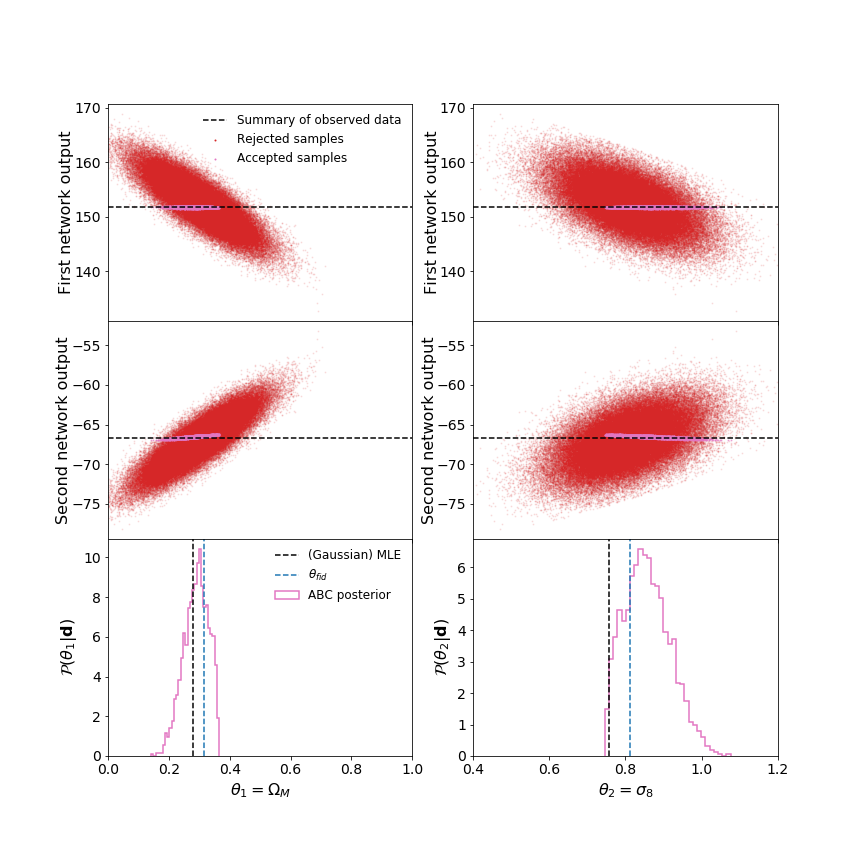 170
160
150
140
First network output
Summary of observed data
Rejected samples
Accepted samples
170
160
150
140
First network output
−55
−60
−65
−70
−75
Second network output
−55
−60
−65
−70
−75
Second network output
10
8
6
4
2
0
𝒫(θ₁|𝐝)
(Gaussian) MLE
θ_fid
ABC posterior
6
5
4
3
2
1
0
𝒫(θ₂|𝐝)
0.0 0.2 0.4 0.6 0.8 1.0
θ₁ = Ω_M
0.4 0.6 0.8 1.0 1.2
θ₂ = σ₈